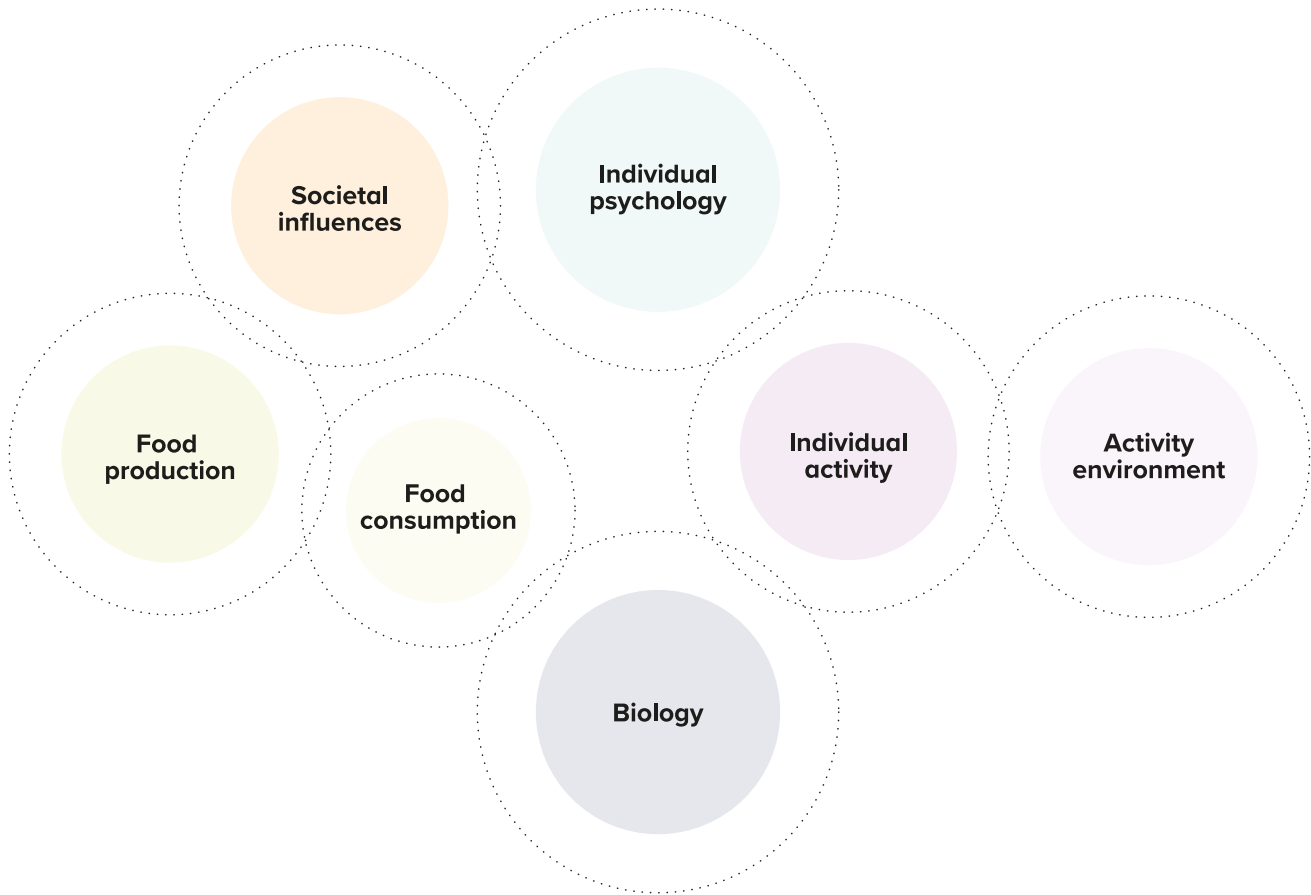 Societal
influences
Individual
psychology
Food
production
Food
consumption
Individual
activity
Activity
environment
Biology